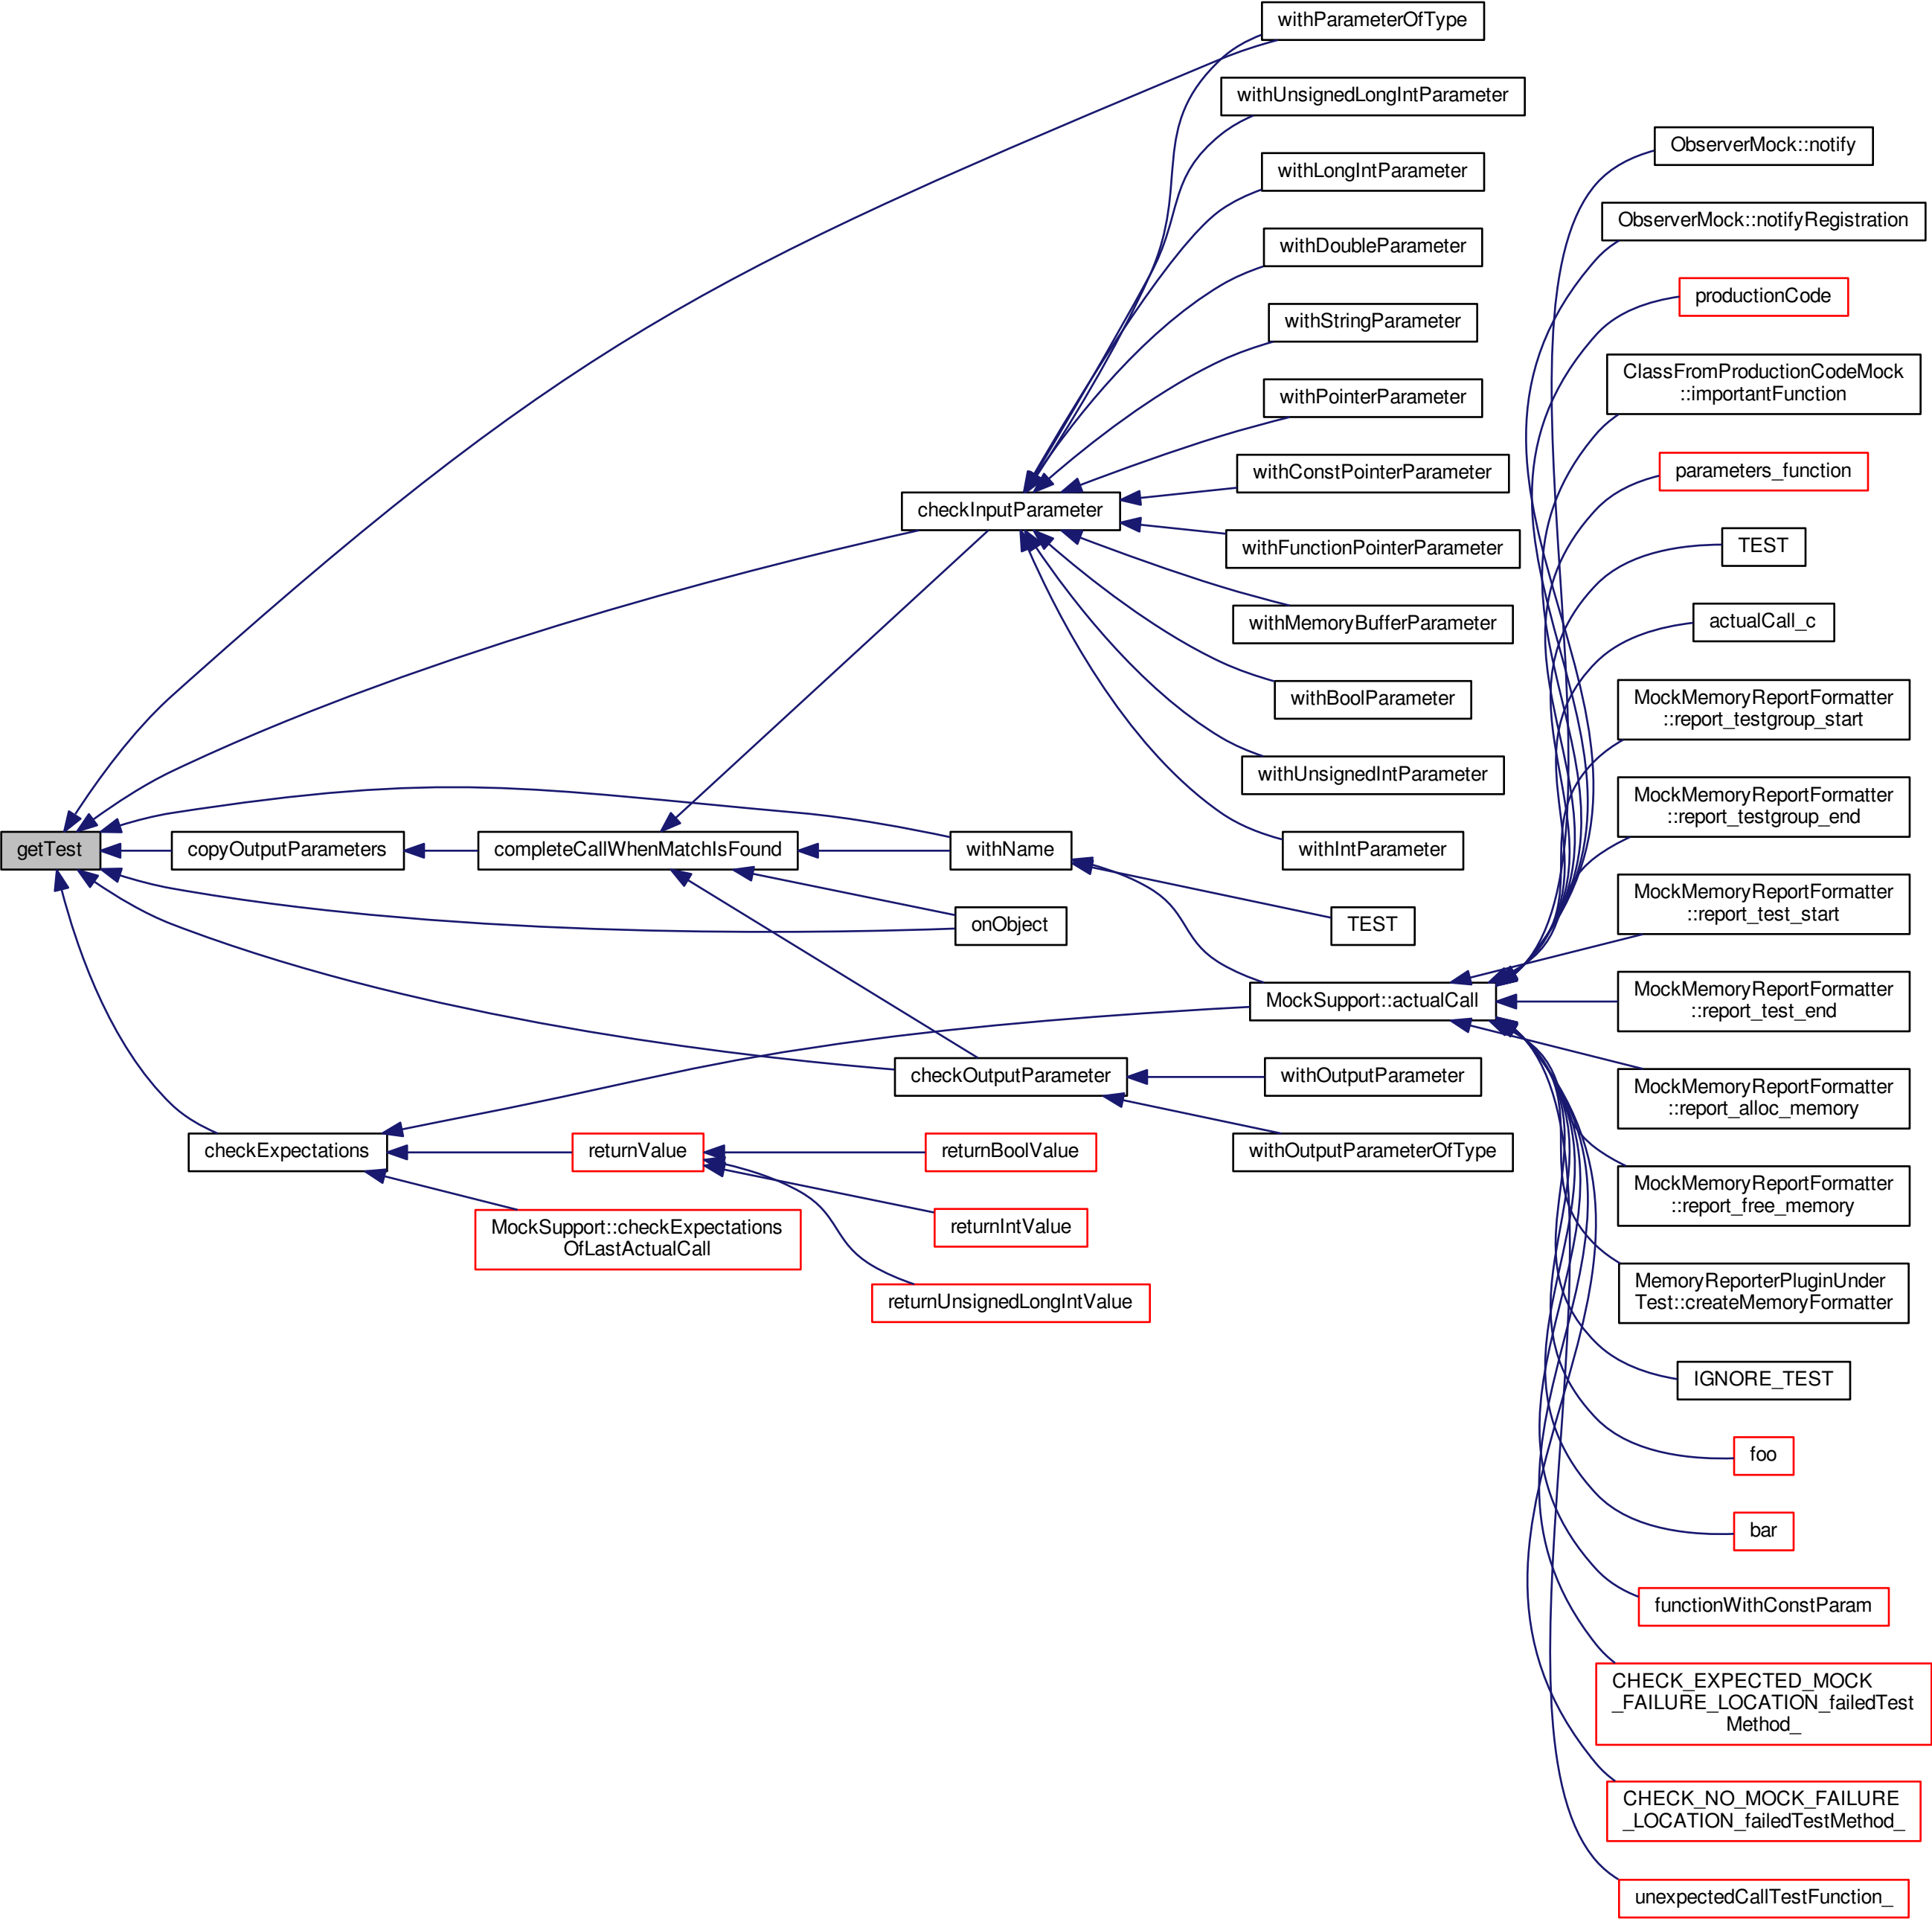 withParameterOfType
withUnsignedLongIntParameter
withLongIntParameter
withDoubleParameter
withStringParameter
withPointerParameter
withConstPointerParameter
checkInputParameter
withFunctionPointerParameter
withMemoryBufferParameter
withBoolParameter
withUnsignedIntParameter
withIntParameter
getTest
copyOutputParameters
completeCallWhenMatchIsFound
withName
onObject
TEST
MockSupport::actualCall
checkOutputParameter
withOutputParameter
withOutputParameterOfType
checkExpectations
returnValue
returnBoolValue
returnIntValue
returnUnsignedLongIntValue
MockSupport::checkExpectations
OfLastActualCall
ObserverMock::notify
ObserverMock::notifyRegistration
productionCode
ClassFromProductionCodeMock
::importantFunction
parameters_function
TEST
actualCall_c
MockMemoryReportFormatter
::report_testgroup_start
MockMemoryReportFormatter
::report_testgroup_end
MockMemoryReportFormatter
::report_test_start
MockMemoryReportFormatter
::report_test_end
MockMemoryReportFormatter
::report_alloc_memory
MockMemoryReportFormatter
::report_free_memory
MemoryReporterPluginUnder
Test::createMemoryFormatter
IGNORE_TEST
foo
bar
functionWithConstParam
CHECK_EXPECTED_MOCK
_FAILURE_LOCATION_failedTest
Method_
CHECK_NO_MOCK_FAILURE
_LOCATION_failedTestMethod_
unexpectedCallTestFunction_